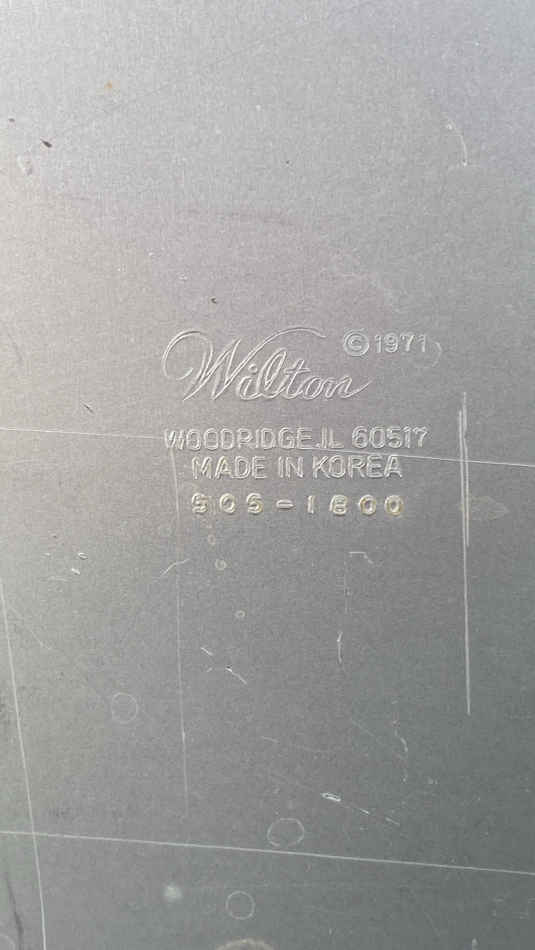 Wilton ©1971
WOODRIDGE, IL 60517
MADE IN KOREA
505-1800